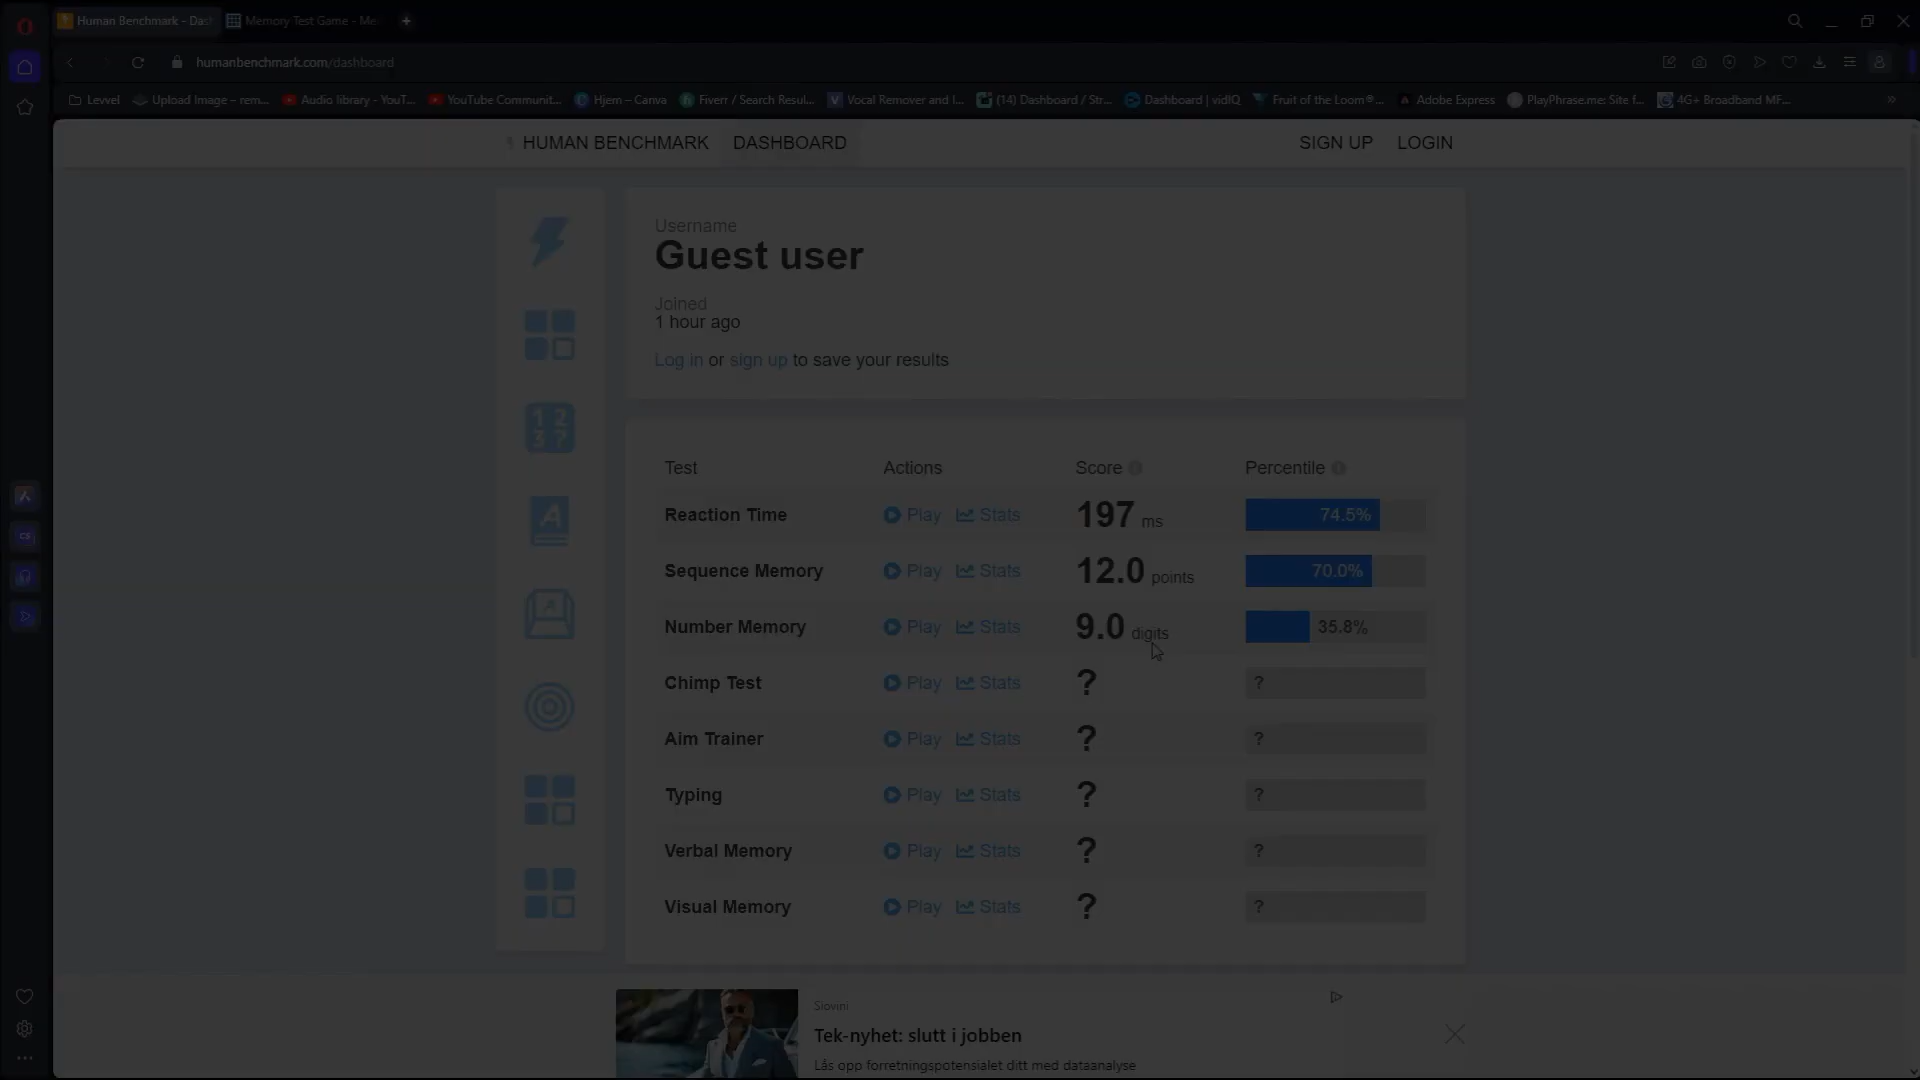 Human Benchmark - Das
Memory Test Game - Me
humanbenchmark.com/dashboard
Levvel
Upload Image – rem...
Audio library - YouT...
YouTube Communit...
Hjem – Canva
Fiverr / Search Resul...
Vocal Remover and I...
(14) Dashboard / Str...
Dashboard | vidIQ
Fruit of the Loom®...
Adobe Express
PlayPhrase.me: Site f...
4G+ Broadband MF...
HUMAN BENCHMARK DASHBOARD SIGN UP LOGIN
Username
Guest user
Joined
1 hour ago
Log in or sign up to save your results
Test Actions Score Percentile
Reaction Time Play Stats 197 ms 74.5%
Sequence Memory Play Stats 12.0 points 70.0%
Number Memory Play Stats 9.0 digits 35.8%
Chimp Test Play Stats ? ?
Aim Trainer Play Stats ? ?
Typing Play Stats ? ?
Verbal Memory Play Stats ? ?
Visual Memory Play Stats ? ?
1 2
3 ?
A
CS
Siovini
Tek-nyhet: slutt i jobben
Lås opp forretningspotensialet ditt med dataanalyse